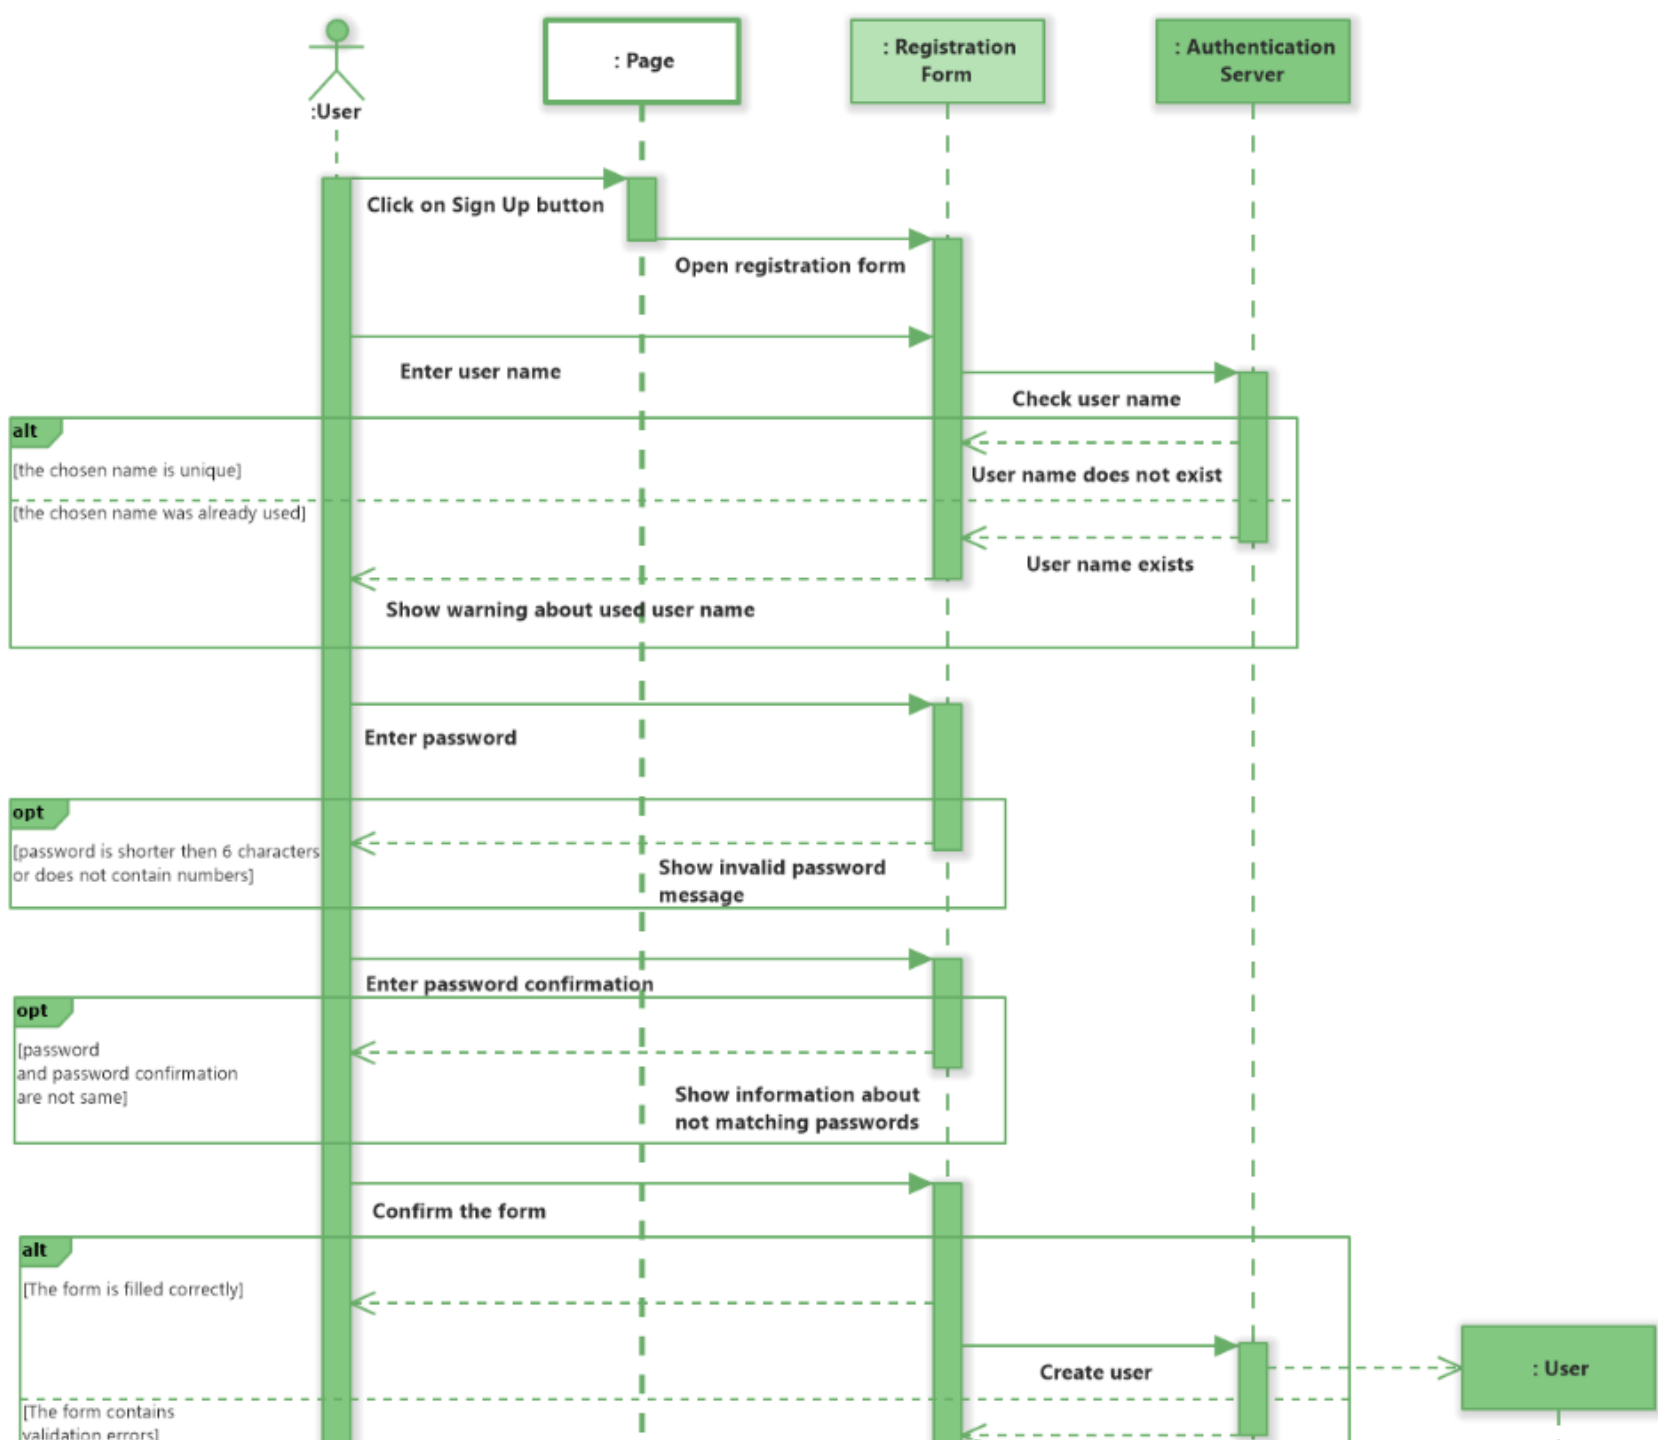 :User
: Page
: Registration
Form
: Authentication
Server
Click on Sign Up button
Open registration form
Enter user name
Check user name
alt
[the chosen name is unique]
User name does not exist
[the chosen name was already used]
User name exists
Show warning about used user name
Enter password
opt
[password is shorter then 6 characters
or does not contain numbers]
Show invalid password
message
Enter password confirmation
opt
[password
and password confirmation
are not same]
Show information about
not matching passwords
Confirm the form
alt
[The form is filled correctly]
Create user
: User
[The form contains
validation errors]